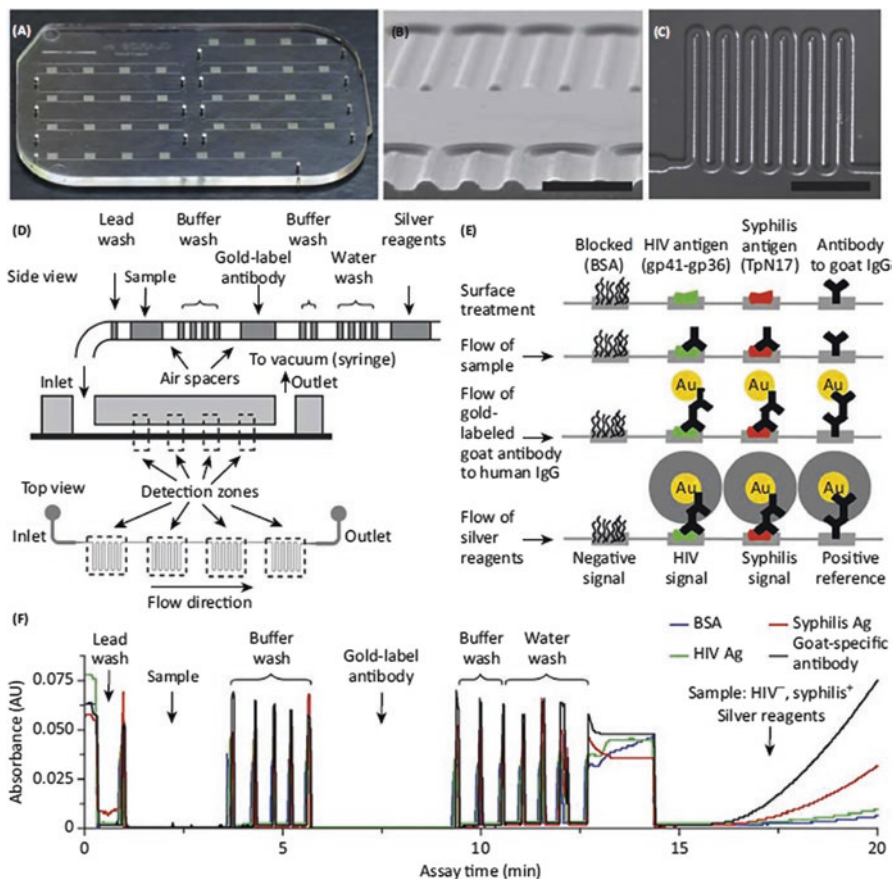 (A)
(B)
(C)
(D)
Lead
wash
Buffer
wash
Buffer
wash
Silver
reagents
Side view
Sample
Gold-label
antibody
Water
wash
Air spacers
To vacuum (syringe)
Inlet
Outlet
Detection zones
Top view
Inlet
Outlet
Flow direction
(E)
Blocked
(BSA)
HIV antigen
(gp41-gp36)
Syphilis
antigen
(TpN17)
Antibody
to goat IgG
Surface
treatment
Flow of
sample
Flow of
gold-
labeled
goat antibody
to human IgG
Au
Au
Au
Flow of
silver
reagents
Au
Au
Au
Negative
signal
HIV
signal
Syphilis
signal
Positive
reference
(F)
Lead
wash
Sample
Buffer
wash
Gold-label
antibody
Buffer
wash
Water
wash
BSA
HIV Ag
Syphilis Ag
Goat-specific
antibody
Sample: HIV⁻, syphilis⁺
Silver reagents
Absorbance (AU)
0.075
0.050
0.025
0
0
5
10
15
20
Assay time (min)